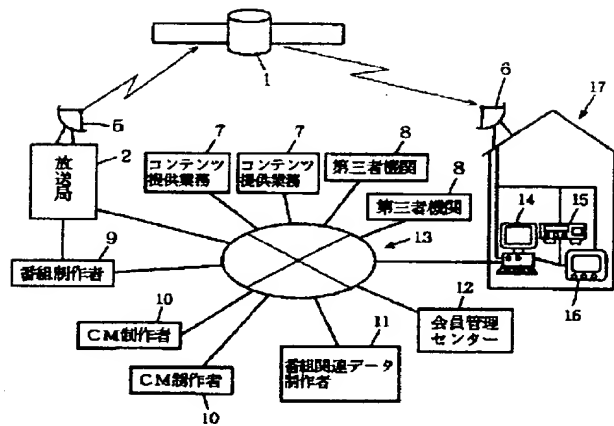 1
5
6
17
2
放送局
7
コンテンツ
提供業務
7
コンテンツ
提供業務
8
第三者機関
8
第三者機関
14
15
16
13
9
番組制作者
10
CM制作者
CM制作者
10
11
番組関連データ
制作者
12
会員管理
センター